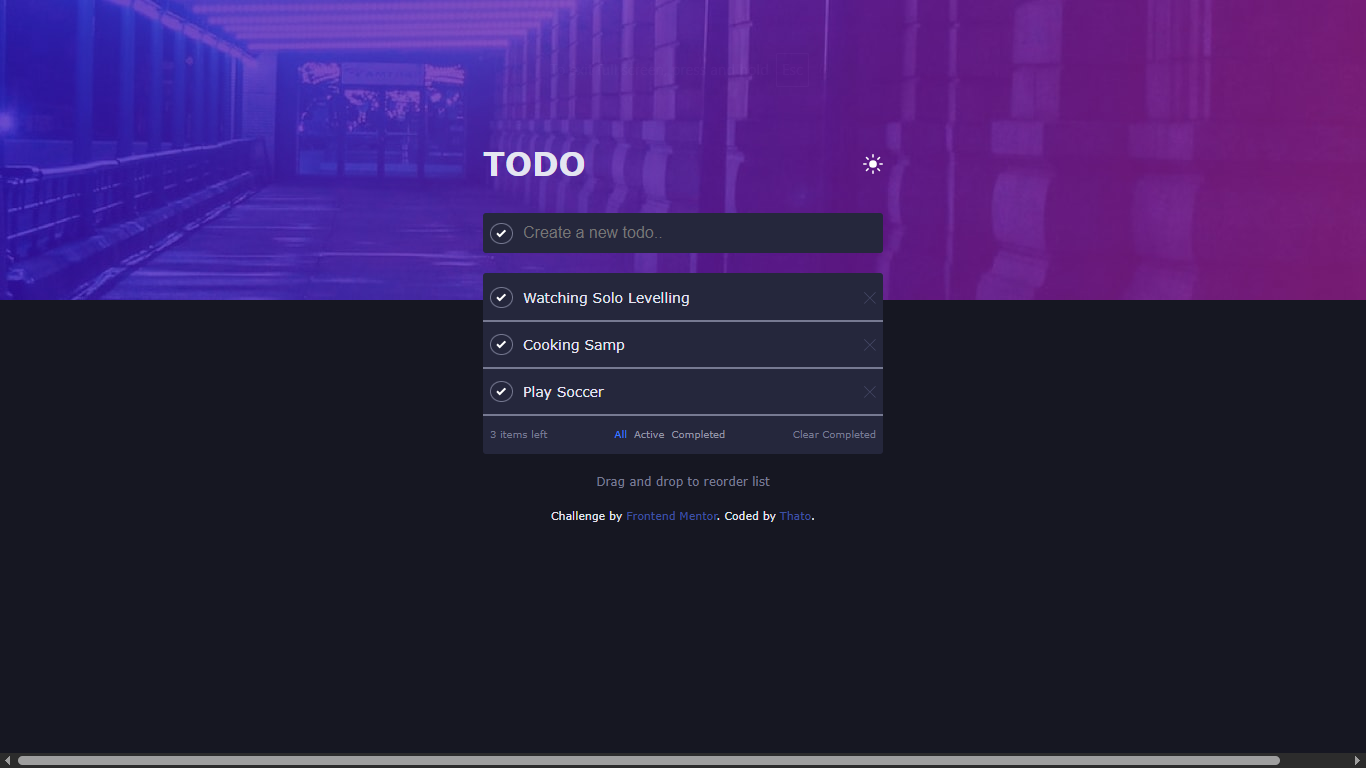 TODO
Create a new todo..
Watching Solo Levelling
Cooking Samp
Play Soccer
3 items left All Active Completed Clear Completed
Drag and drop to reorder list
Challenge by Frontend Mentor. Coded by Thato.